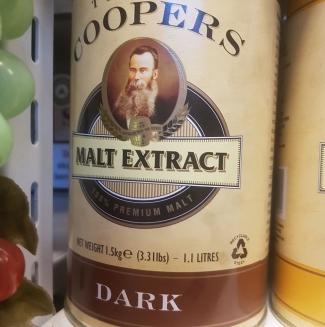 COOPERS
MALT EXTRACT
100% PREMIUM MALT
NET WEIGHT 1.5kg℮ (3.31lbs) – 1.1 LITRES
DARK